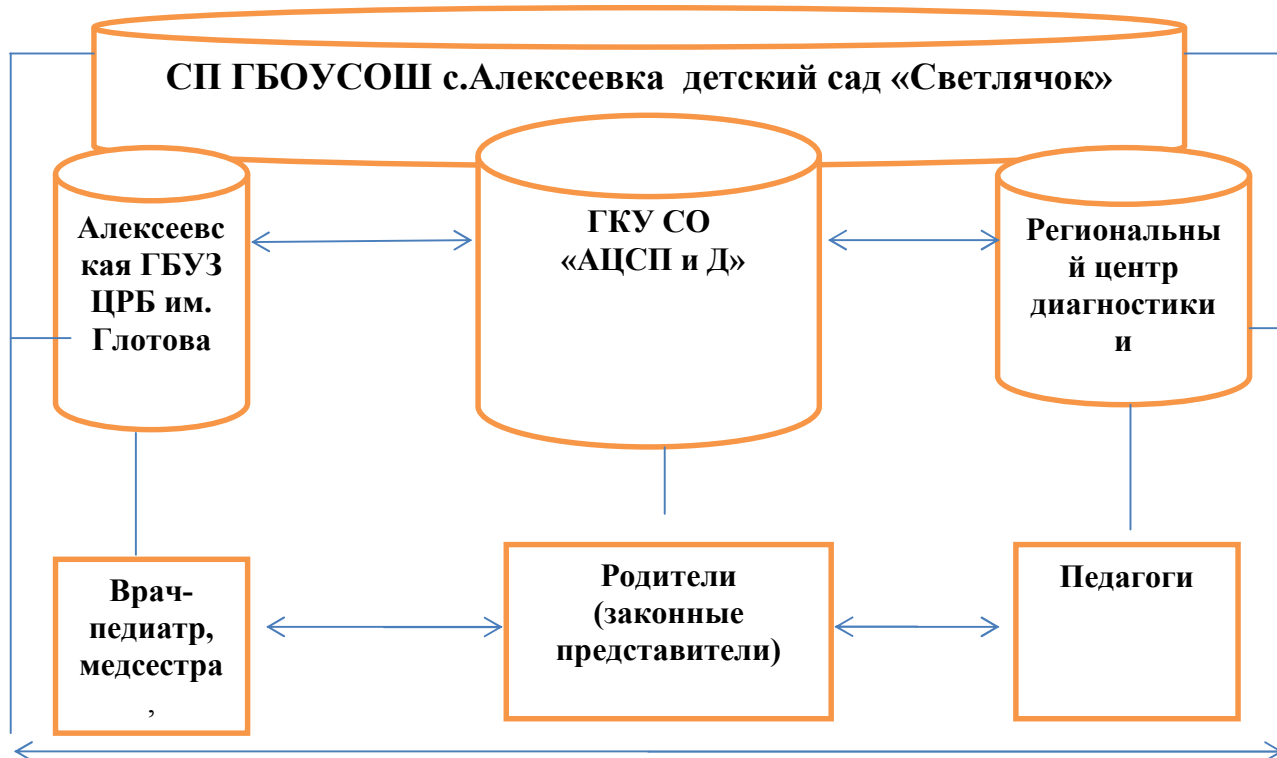 СП ГБОУСОШ с.Алексеевка детский сад «Светлячок»
Алексеевс
кая ГБУЗ
ЦРБ им.
Глотова
ГКУ СО
«АЦСП и Д»
Региональны
й центр
диагностики
и
Врач-
педиатр,
медсестра
,
Родители
(законные
представители)
Педагоги